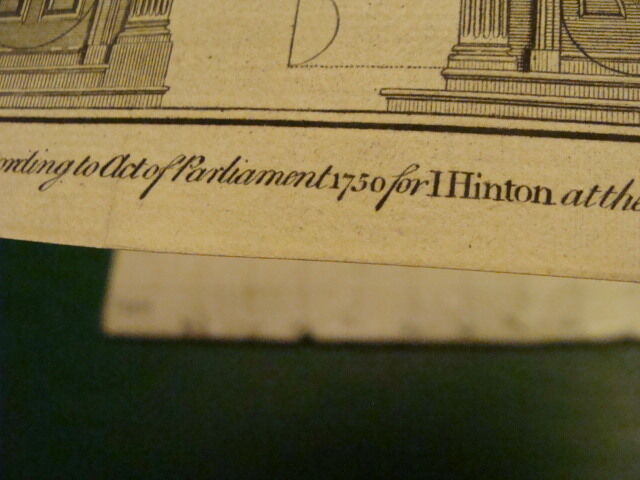 ording to Act of Parliament 1750 for I Hinton at the